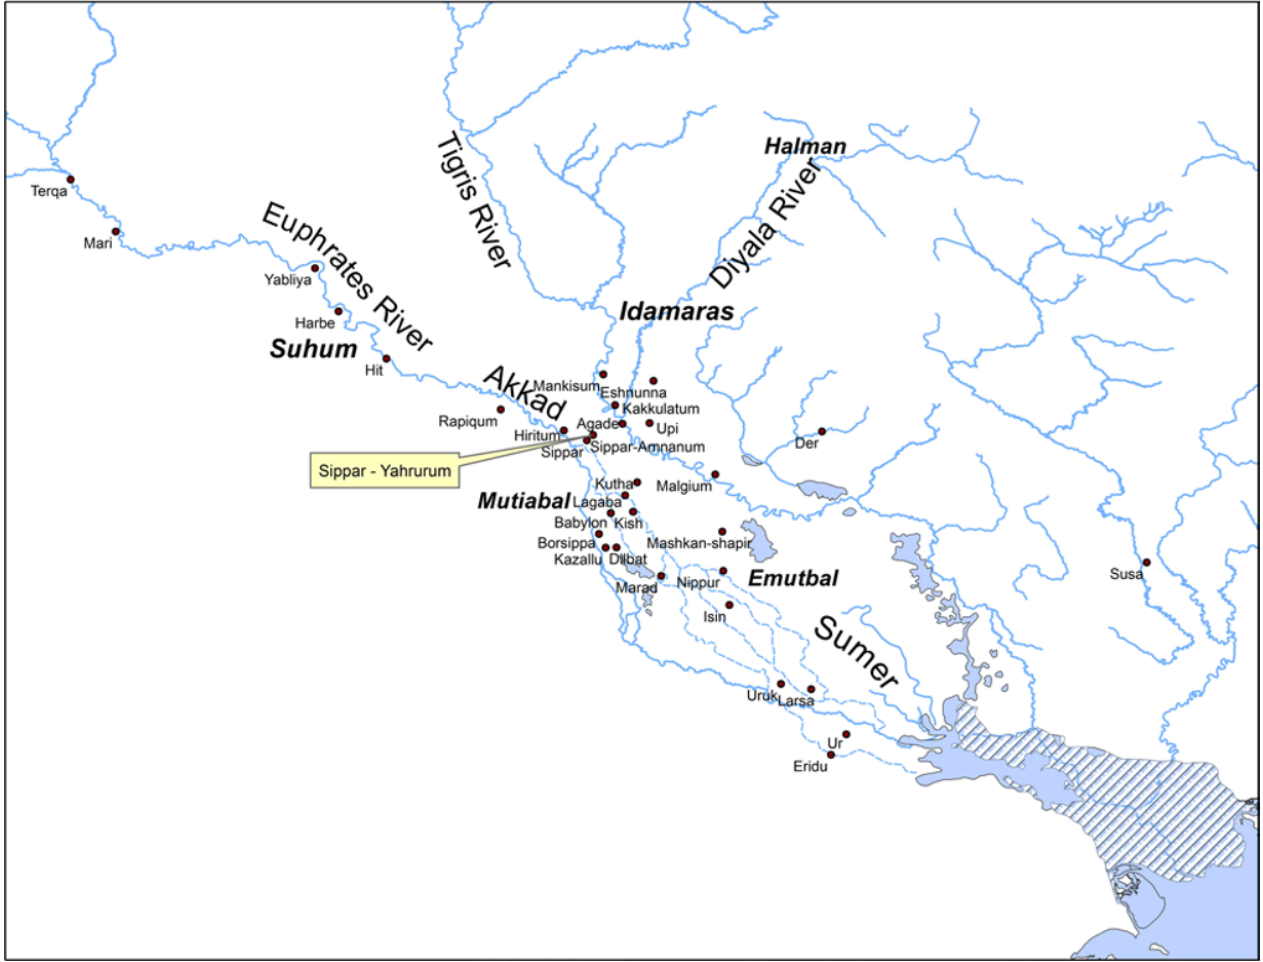 Halman
Tigris River
Diyala River
Terqa
Mari
Euphrates River
Yabliya
Idamaras
Harbe
Suhum
Hit
Akkad
Mankisum
Eshnunna
Kakkulatum
Rapiqum
Agade
Upi
Hiritum
Der
Sippar
Sippar-Amnanum
Sippar - Yahrurum
Kutha
Malgium
Mutiabal
Lagaba
Babylon
Kish
Borsippa
Mashkan-shapir
Kazallu
Dilbat
Susa
Marad
Nippur
Emutbal
Isin
Sumer
Uruk
Larsa
Ur
Eridu